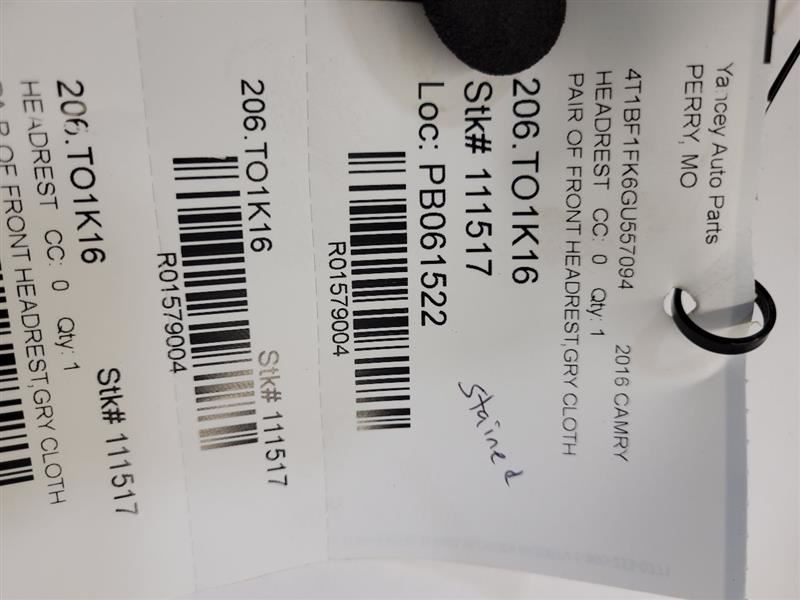 Yancey Auto Parts
PERRY, MO
4T1BF1FK6GU557094 2016 CAMRY
HEADREST CC: 0 Qty: 1
PAIR OF FRONT HEADREST,GRY CLOTH
206.TO1K16
Stk# 111517
Loc: PB061522
stained
R01579004
206.TO1K16 Stk# 111517
R01579004
206.TO1K16 Stk# 111517
HEADREST CC: 0 Qty: 1
PAIR OF FRONT HEADREST,GRY CLOTH